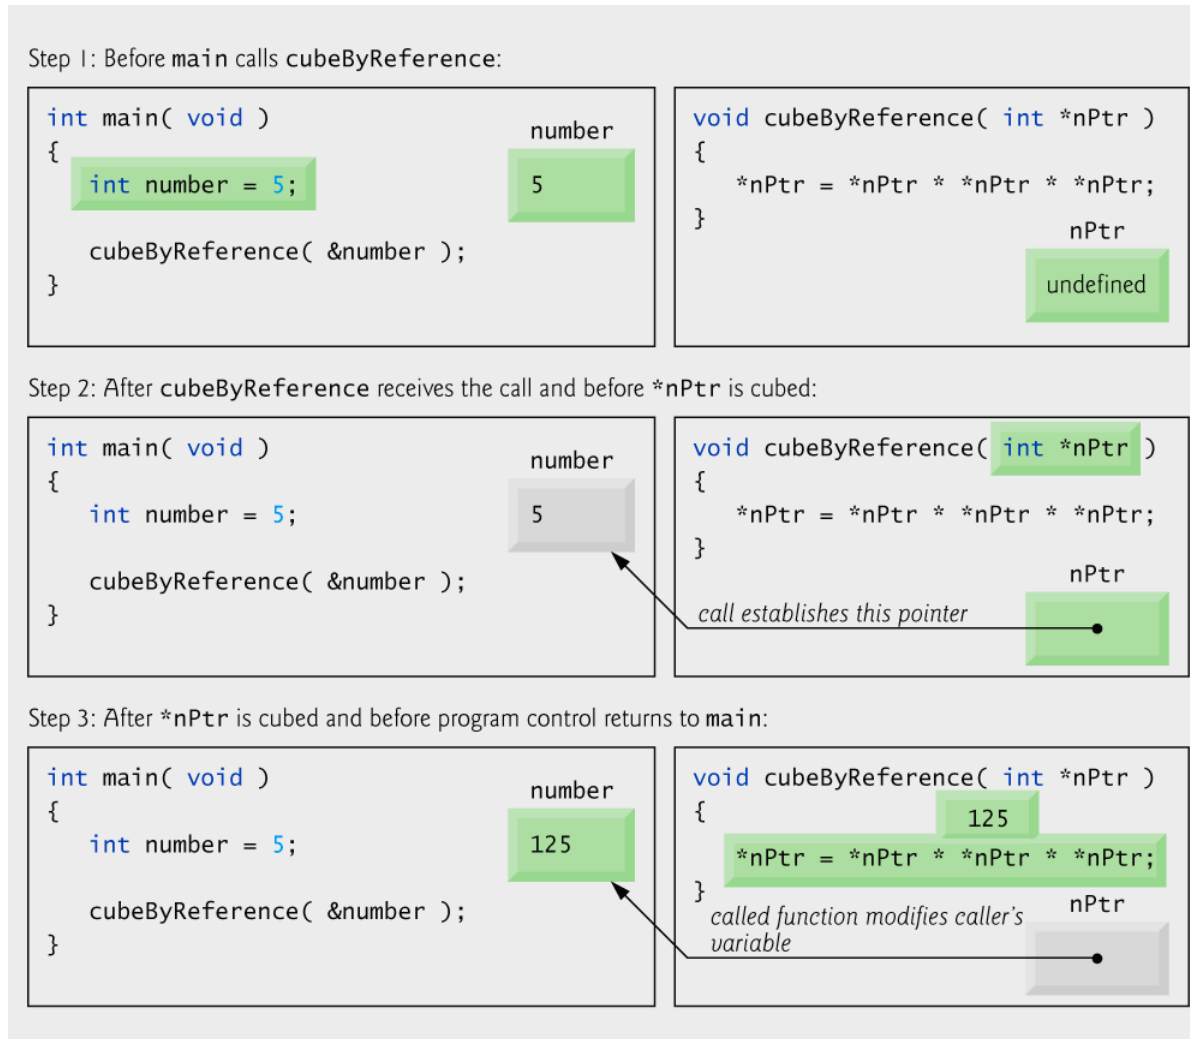 Step 1: Before main calls cubeByReference:
int main( void )
{
int number = 5;
cubeByReference( &number );
}
number
5
void cubeByReference( int *nPtr )
{
*nPtr = *nPtr * *nPtr * *nPtr;
}
nPtr
undefined
Step 2: After cubeByReference receives the call and before *nPtr is cubed:
int main( void )
{
int number = 5;
cubeByReference( &number );
}
number
5
void cubeByReference( int *nPtr )
{
*nPtr = *nPtr * *nPtr * *nPtr;
}
nPtr
call establishes this pointer
Step 3: After *nPtr is cubed and before program control returns to main:
int main( void )
{
int number = 5;
cubeByReference( &number );
}
number
125
void cubeByReference( int *nPtr )
{
125
*nPtr = *nPtr * *nPtr * *nPtr;
}
called function modifies caller's
variable
nPtr